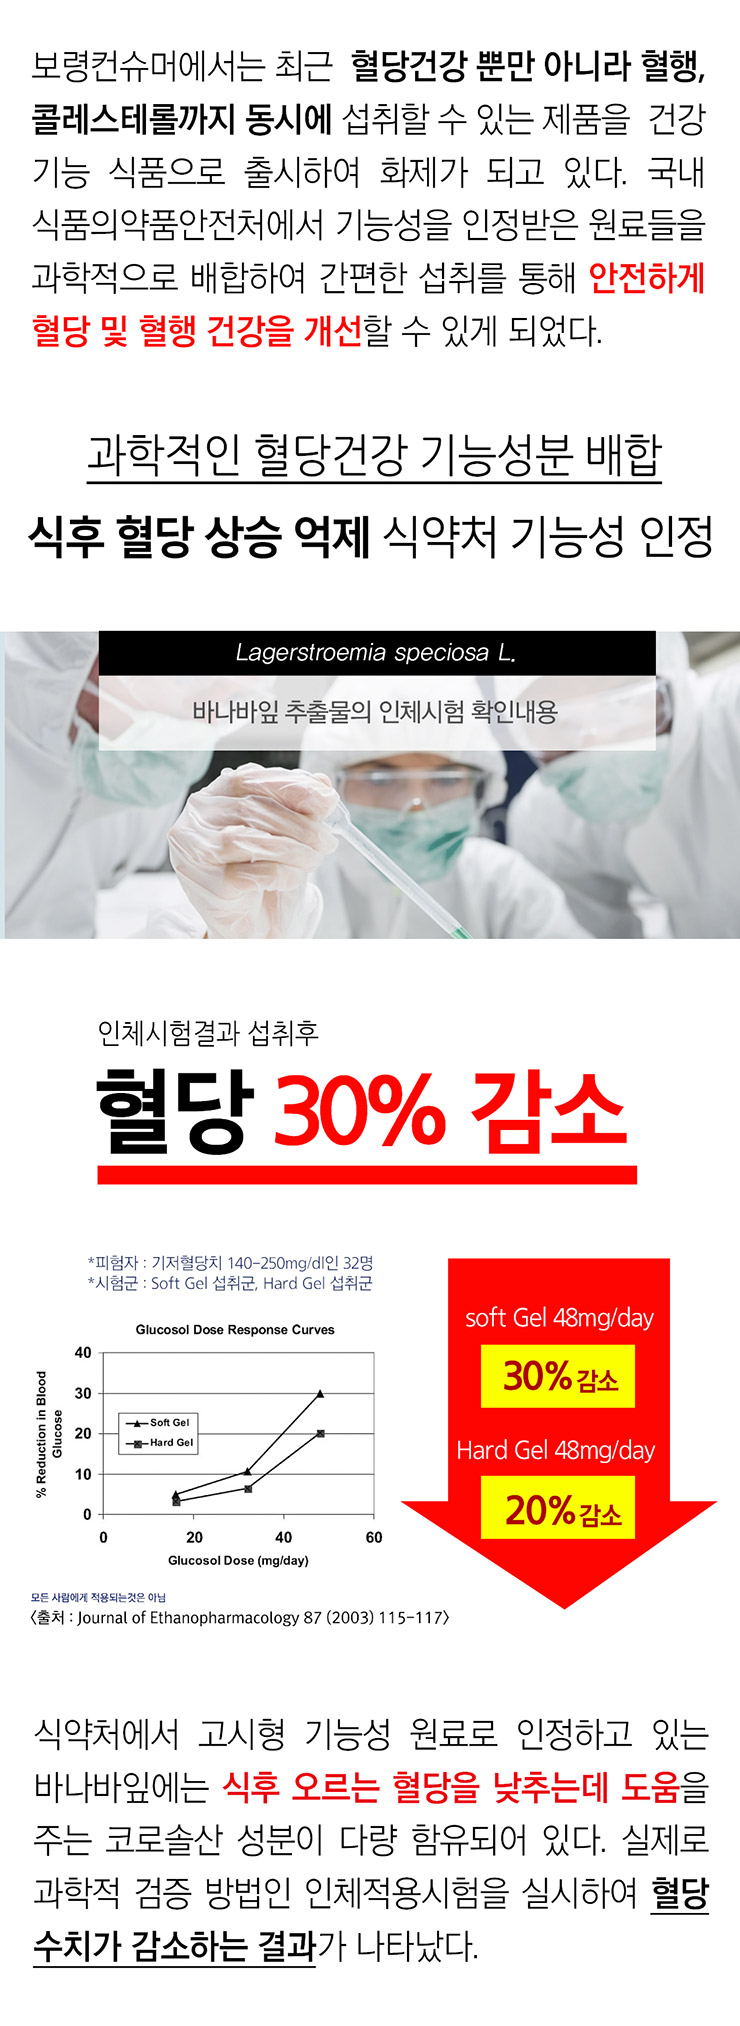 보령컨슈머에서는 최근 혈당건강 뿐만 아니라 혈행,
콜레스테롤까지 동시에 섭취할 수 있는 제품을 건강
기능 식품으로 출시하여 화제가 되고 있다. 국내
식품의약품안전처에서 기능성을 인정받은 원료들을
과학적으로 배합하여 간편한 섭취를 통해 안전하게
혈당 및 혈행 건강을 개선할 수 있게 되었다.
과학적인 혈당건강 기능성분 배합
식후 혈당 상승 억제 식약처 기능성 인정
Lagerstroemia speciosa L.
바나바잎 추출물의 인체시험 확인내용
인체시험결과 섭취후
혈당 30% 감소
*피험자 : 기저혈당치 140-250mg/dl인 32명
*시험군 : Soft Gel 섭취군, Hard Gel 섭취군
Glucosol Dose Response Curves
% Reduction in Blood
Glucose
40
30
20
10
0
Soft Gel
Hard Gel
0 20 40 60
Glucosol Dose (mg/day)
soft Gel 48mg/day
30% 감소
Hard Gel 48mg/day
20% 감소
모든 사람에게 적용되는것은 아님
〈출처 : Journal of Ethanopharmacology 87 (2003) 115-117〉
식약처에서 고시형 기능성 원료로 인정하고 있는
바나바잎에는 식후 오르는 혈당을 낮추는데 도움을
주는 코로솔산 성분이 다량 함유되어 있다. 실제로
과학적 검증 방법인 인체적용시험을 실시하여 혈당
수치가 감소하는 결과가 나타났다.